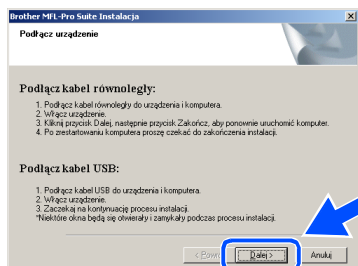 Brother MFL-Pro Suite Instalacja
Podłącz urządzenie
Podłącz kabel równoległy:
1. Podłącz kabel równoległy do urządzenia i komputera.
2. Włącz urządzenie.
3. Kliknij przycisk Dalej, następnie przycisk Zakończ, aby ponownie uruchomić komputer.
4. Po zrestartowaniu komputera proszę czekać do zakończenia instalacji.
Podłącz kabel USB:
1. Podłącz kabel USB do urządzenia i komputera.
2. Włącz urządzenie.
3. Zaczekaj na kontynuację procesu instalacji.
*Niektóre okna będą się otwierały i zamykały podczas procesu instalacji.
Dalej > Anuluj